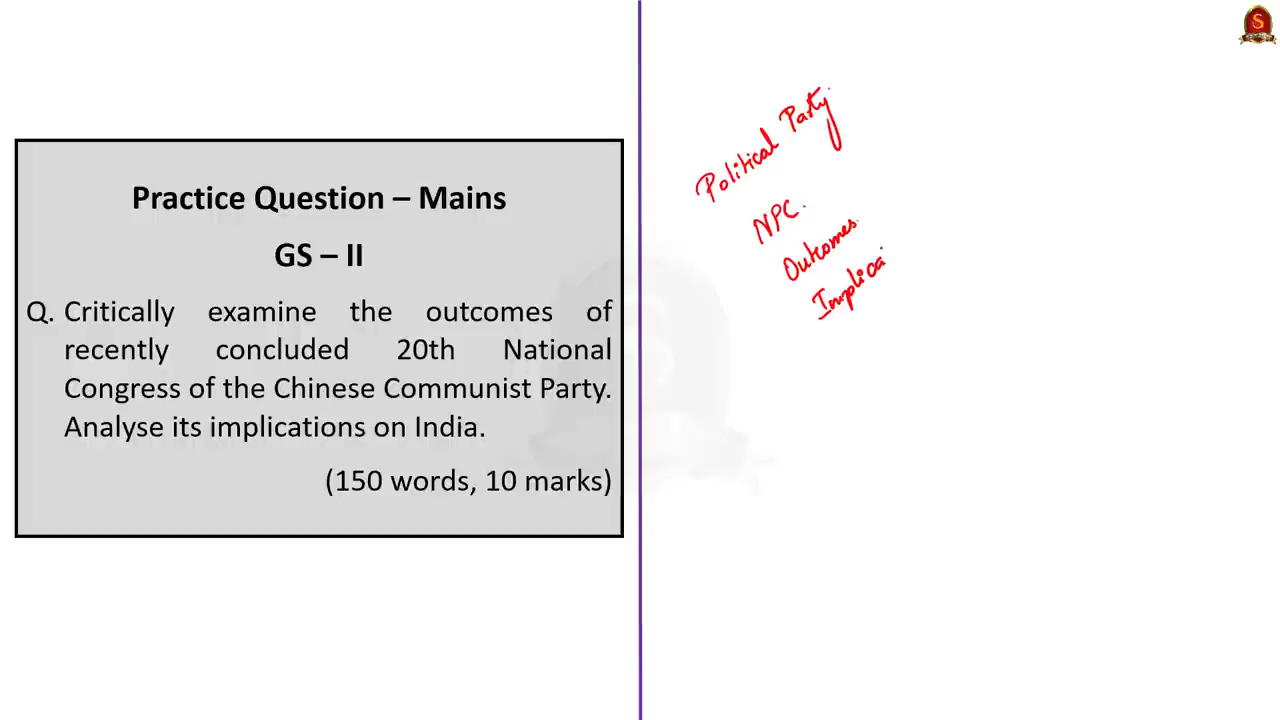 Practice Question – Mains
GS – II
Q. Critically examine the outcomes of
recently concluded 20th National
Congress of the Chinese Communist Party.
Analyse its implications on India.
(150 words, 10 marks)
S
Political Party
NPC.
Outcomes
Implica